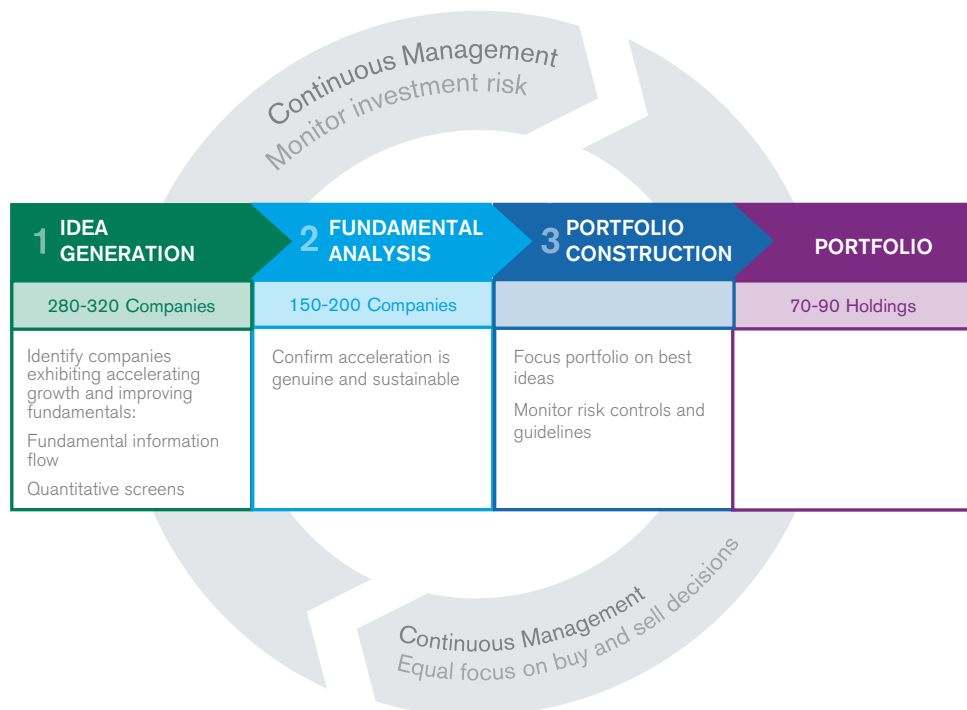 Continuous Management
Monitor investment risk
1 IDEA
GENERATION
280-320 Companies
Identify companies
exhibiting accelerating
growth and improving
fundamentals:
Fundamental information
flow
Quantitative screens
2 FUNDAMENTAL
ANALYSIS
150-200 Companies
Confirm acceleration is
genuine and sustainable
3 PORTFOLIO
CONSTRUCTION
Focus portfolio on best
ideas
Monitor risk controls and
guidelines
PORTFOLIO
70-90 Holdings
Continuous Management
Equal focus on buy and sell decisions